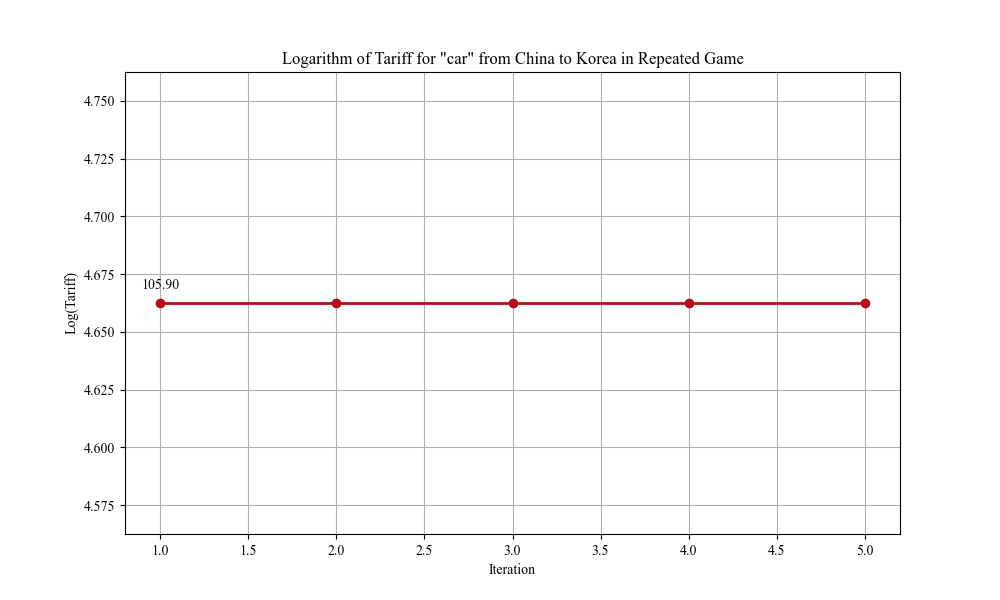 Logarithm of Tariff for "car" from China to Korea in Repeated Game
Log(Tariff)
4.750
4.725
4.700
4.675
4.650
4.625
4.600
4.575
105.90
1.0 1.5 2.0 2.5 3.0 3.5 4.0 4.5 5.0
Iteration